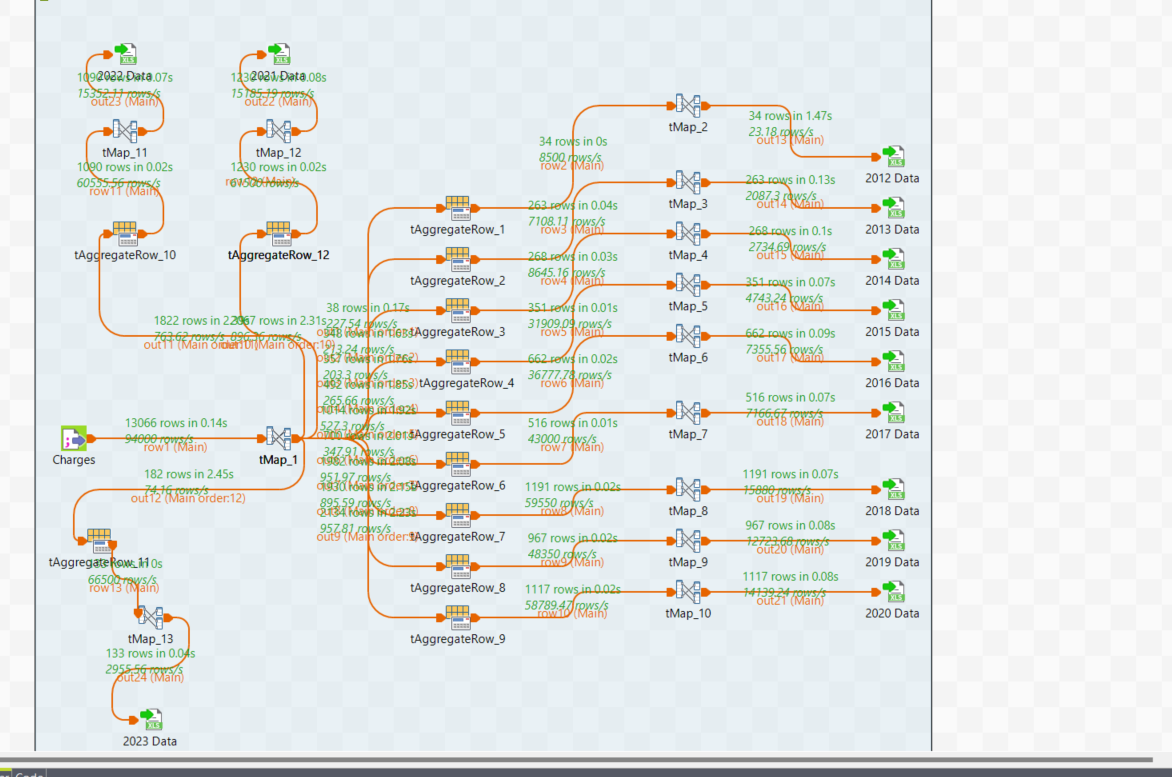 2022 Data
1090 rows in 0.07s
15352.11 rows/s
out23 (Main)
tMap_11
1090 rows in 0.02s
60555.56 rows/s
row11 (Main)
tAggregateRow_10
2021 Data
1230 rows in 0.08s
15185.19 rows/s
out22 (Main)
tMap_12
1230 rows in 0.02s
61500 rows/s
(Main)
tAggregateRow_12
1822 rows in
763.62 rows/s
out11 (Main order:11)
rows in 2.31s
896.36 rows/s
out10 (Main order:10)
13066 rows in 0.14s
94000 rows/s
row1 (Main)
Charges
tMap_1
182 rows in 2.45s
74.16 rows/s
out12 (Main order:12)
tAggregateRow_11
rows in 0s
66500 rows/s
row13 (Main)
tMap_13
133 rows in 0.04s
2955.56 rows/s
out24 (Main)
2023 Data
38 rows in 0.17s
227.54 rows/s
213.24 rows/s
203.3 rows/s
265.66 rows/s
527.3 rows/s
347.91 rows/s
951.97 rows/s
895.59 rows/s
2134 rows in 2.23s
957.81 rows/s
out9 (Main order:9)
tAggregateRow_1
tAggregateRow_2
tAggregateRow_3
tAggregateRow_4
tAggregateRow_5
tAggregateRow_6
tAggregateRow_7
tAggregateRow_8
tAggregateRow_9
34 rows in 0s
8500 rows/s
row2 (Main)
263 rows in 0.04s
7108.11 rows/s
row3 (Main)
268 rows in 0.03s
8645.16 rows/s
row4 (Main)
351 rows in 0.01s
31909.09 rows/s
row5 (Main)
662 rows in 0.02s
36777.78 rows/s
row6 (Main)
516 rows in 0.01s
43000 rows/s
row7 (Main)
1191 rows in 0.02s
59550 rows/s
row8 (Main)
967 rows in 0.02s
48350 rows/s
row9 (Main)
1117 rows in 0.02s
58789.47 rows/s
row10 (Main)
tMap_2
tMap_3
tMap_4
tMap_5
tMap_6
tMap_7
tMap_8
tMap_9
tMap_10
34 rows in 1.47s
23.18 rows/s
out13 (Main)
263 rows in 0.13s
2087.3 rows/s
out14 (Main)
268 rows in 0.1s
2734.69 rows/s
out15 (Main)
351 rows in 0.07s
4743.24 rows/s
out16 (Main)
662 rows in 0.09s
7355.56 rows/s
out17 (Main)
516 rows in 0.07s
7166.67 rows/s
out18 (Main)
1191 rows in 0.07s
15880 rows/s
out19 (Main)
967 rows in 0.08s
12723.68 rows/s
out20 (Main)
1117 rows in 0.08s
14139.24 rows/s
out21 (Main)
2012 Data
2013 Data
2014 Data
2015 Data
2016 Data
2017 Data
2018 Data
2019 Data
2020 Data
Code